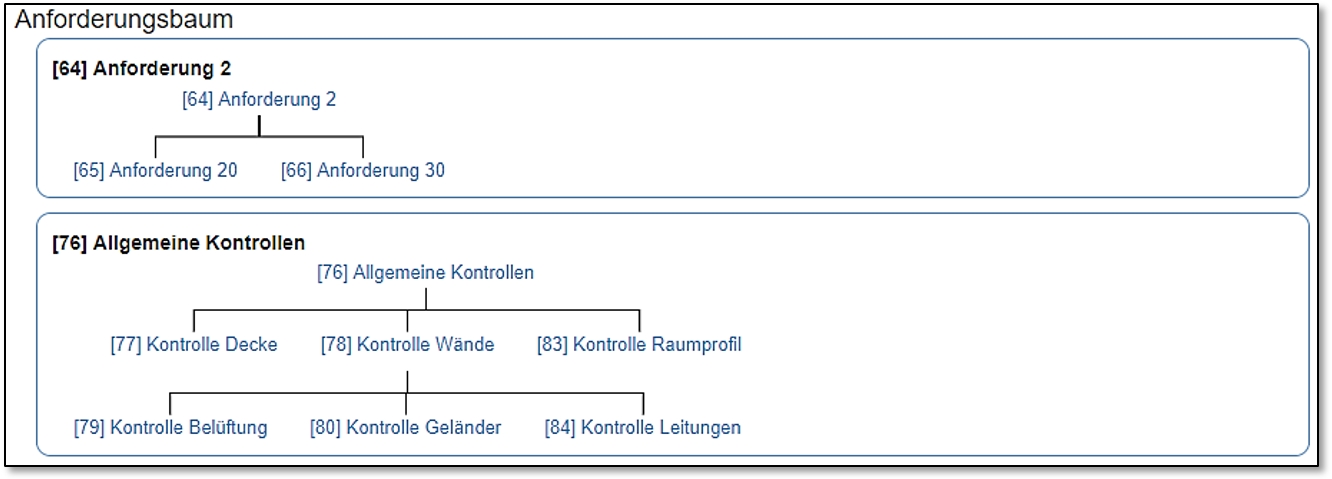 Anforderungsbaum
[64] Anforderung 2
[64] Anforderung 2
[65] Anforderung 20 [66] Anforderung 30
[76] Allgemeine Kontrollen
[76] Allgemeine Kontrollen
[77] Kontrolle Decke [78] Kontrolle Wände [83] Kontrolle Raumprofil
[79] Kontrolle Belüftung [80] Kontrolle Geländer [84] Kontrolle Leitungen